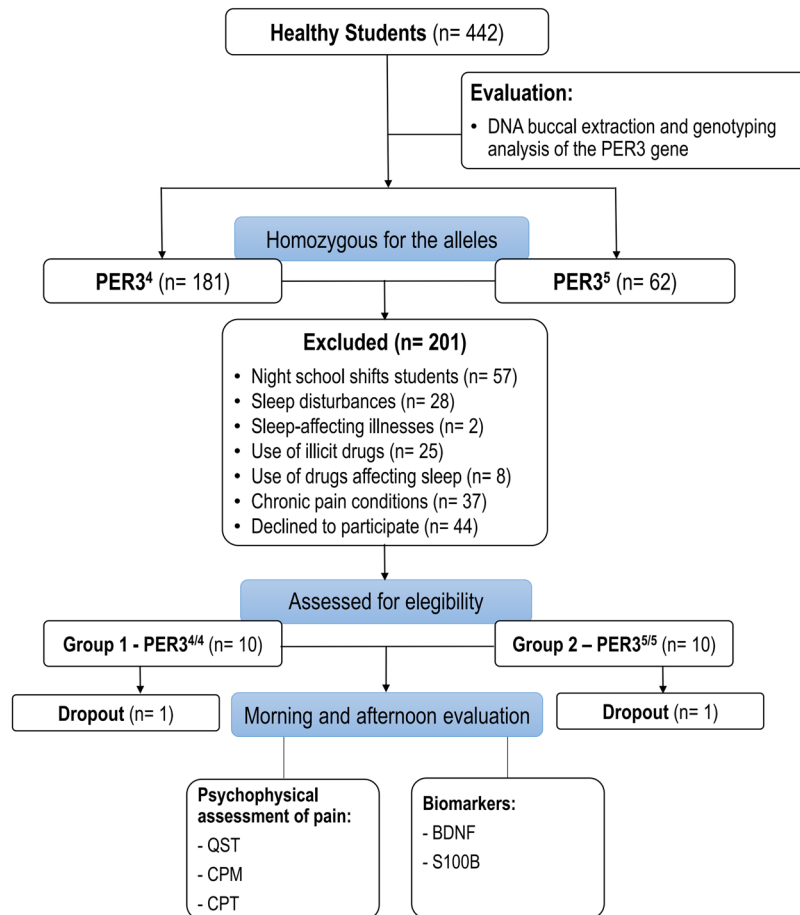 Healthy Students (n= 442)
Evaluation:
• DNA buccal extraction and genotyping
analysis of the PER3 gene
Homozygous for the alleles
PER3⁴ (n= 181)
PER3⁵ (n= 62)
Excluded (n= 201)
• Night school shifts students (n= 57)
• Sleep disturbances (n= 28)
• Sleep-affecting illnesses (n= 2)
• Use of illicit drugs (n= 25)
• Use of drugs affecting sleep (n= 8)
• Chronic pain conditions (n= 37)
• Declined to participate (n= 44)
Assessed for elegibility
Group 1 - PER3⁴/⁴ (n= 10)
Group 2 – PER3⁵/⁵ (n= 10)
Dropout (n= 1)
Dropout (n= 1)
Morning and afternoon evaluation
Psychophysical
assessment of pain:
- QST
- CPM
- CPT
Biomarkers:
- BDNF
- S100B